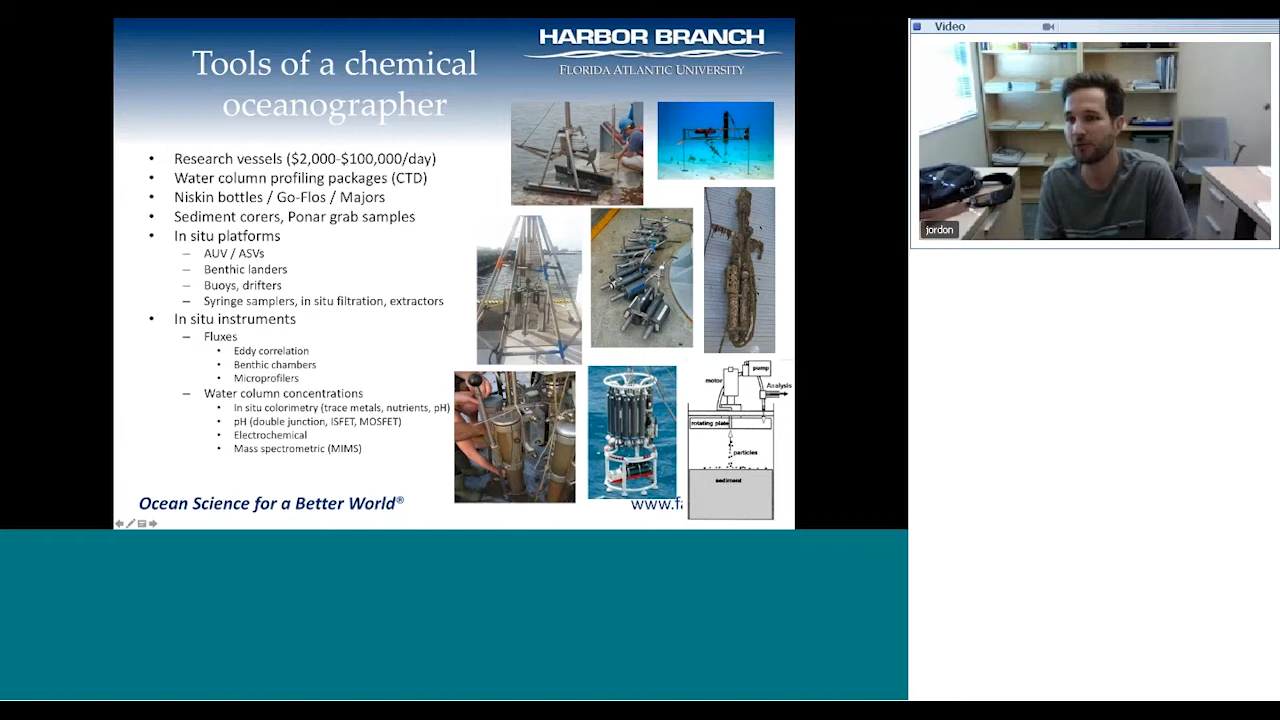 Tools of a chemical
oceanographer
HARBOR BRANCH
FLORIDA ATLANTIC UNIVERSITY
• Research vessels ($2,000-$100,000/day)
• Water column profiling packages (CTD)
• Niskin bottles / Go-Flos / Majors
• Sediment corers, Ponar grab samples
• In situ platforms
– AUV / ASVs
– Benthic landers
– Buoys, drifters
– Syringe samplers, in situ filtration, extractors
• In situ instruments
– Fluxes
• Eddy correlation
• Benthic chambers
• Microprofilers
– Water column concentrations
• In situ colorimetry (trace metals, nutrients, pH)
• pH (double junction, ISFET, MOSFET)
• Electrochemical
• Mass spectrometric (MIMS)
pump
motor
Analysis
rotating plate
particles
sediment
Ocean Science for a Better World®
www.f
Video
jordon